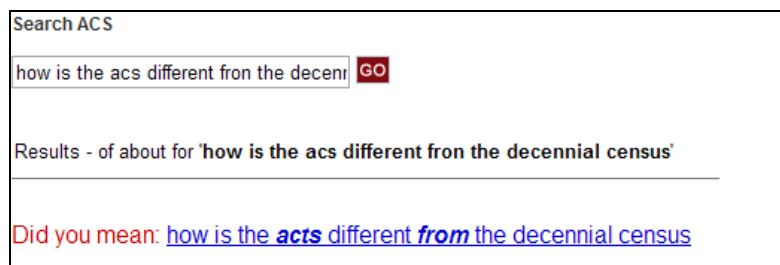 Search ACS
how is the acs different fron the decenn GO
Results - of about for 'how is the acs different fron the decennial census'
Did you mean: how is the acts different from the decennial census